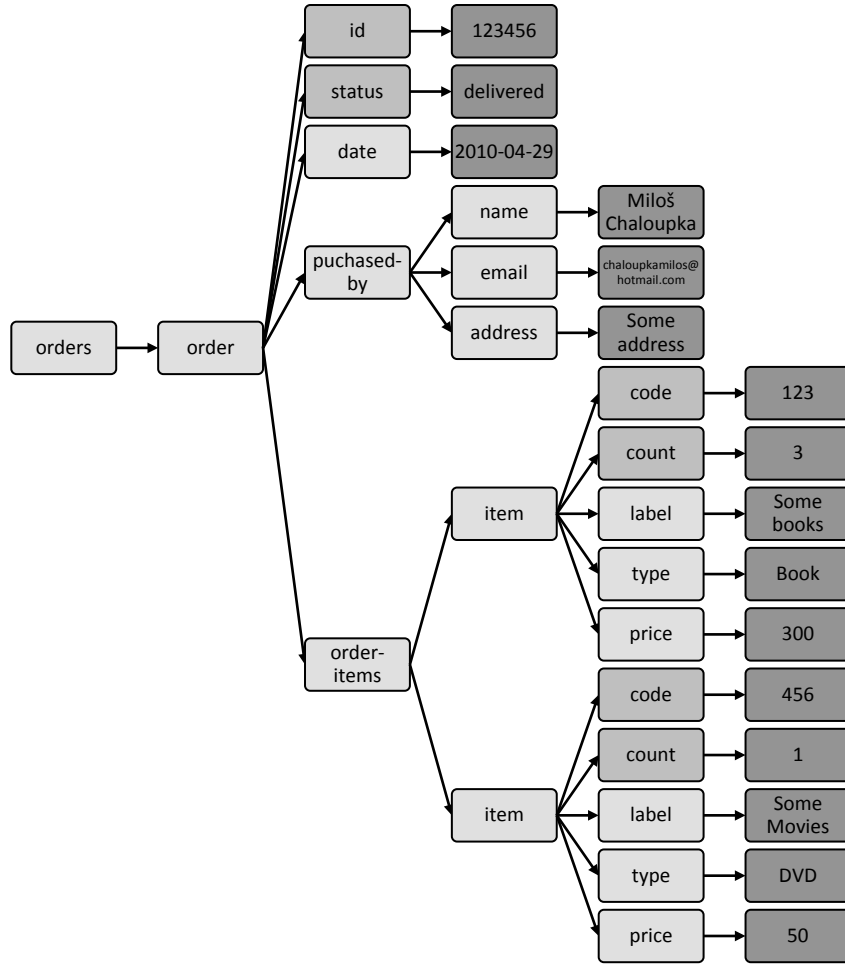 id
123456
status
delivered
date
2010-04-29
puchased-
by
name
Miloš
Chaloupka
email
chaloupkamilos@
hotmail.com
address
Some
address
orders
order
order-
items
item
code
123
count
3
label
Some
books
type
Book
price
300
item
code
456
count
1
label
Some
Movies
type
DVD
price
50